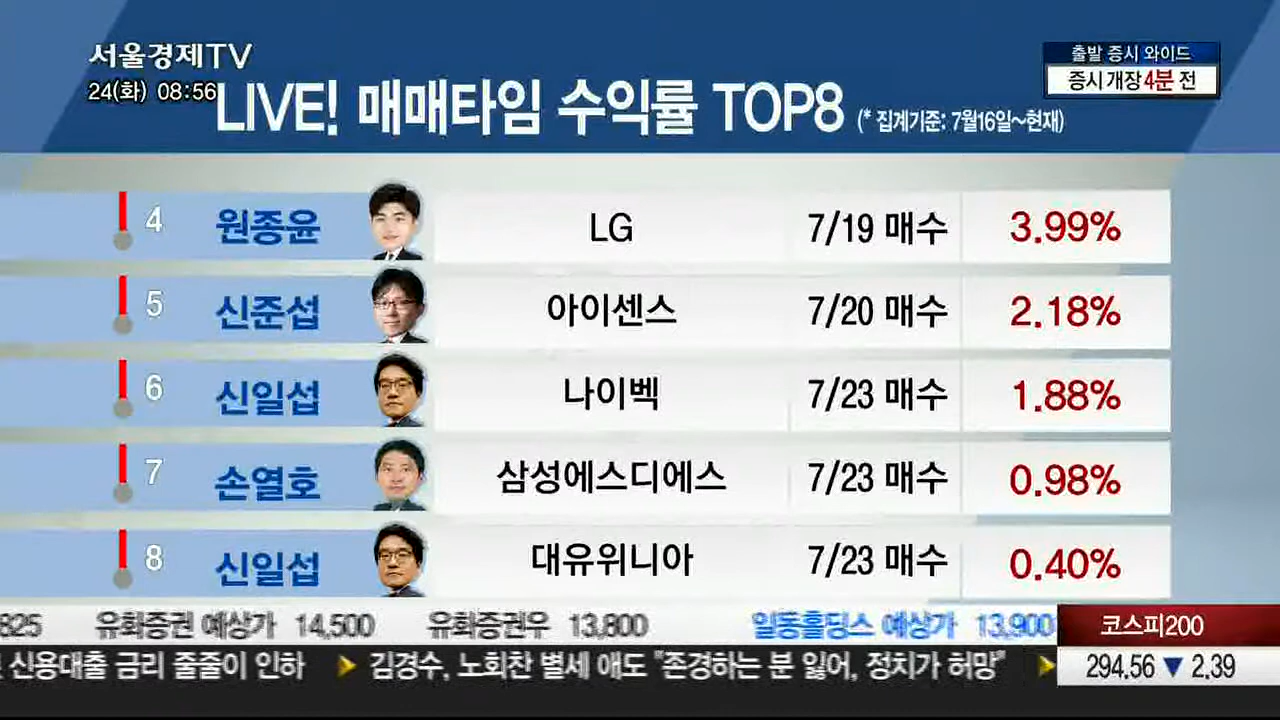 서울경제TV
24(화) 08:56
출발 증시 와이드
증시 개장 4분 전
LIVE! 매매타임 수익률 TOP8 (* 집계기준: 7월16일~현재)
4 원종윤 LG 7/19 매수 3.99%
5 신준섭 아이센스 7/20 매수 2.18%
6 신일섭 나이벡 7/23 매수 1.88%
7 손열호 삼성에스디에스 7/23 매수 0.98%
8 신일섭 대유위니아 7/23 매수 0.40%
825 유화증권 예상가 14,500 유화증권우 13,800 일동홀딩스 예상가 13,900
코스피200
신용대출 금리 줄줄이 인하 ▶ 김경수, 노회찬 별세 애도 "존경하는 분 잃어, 정치가 허망" ▶
294.56 ▼ 2.39